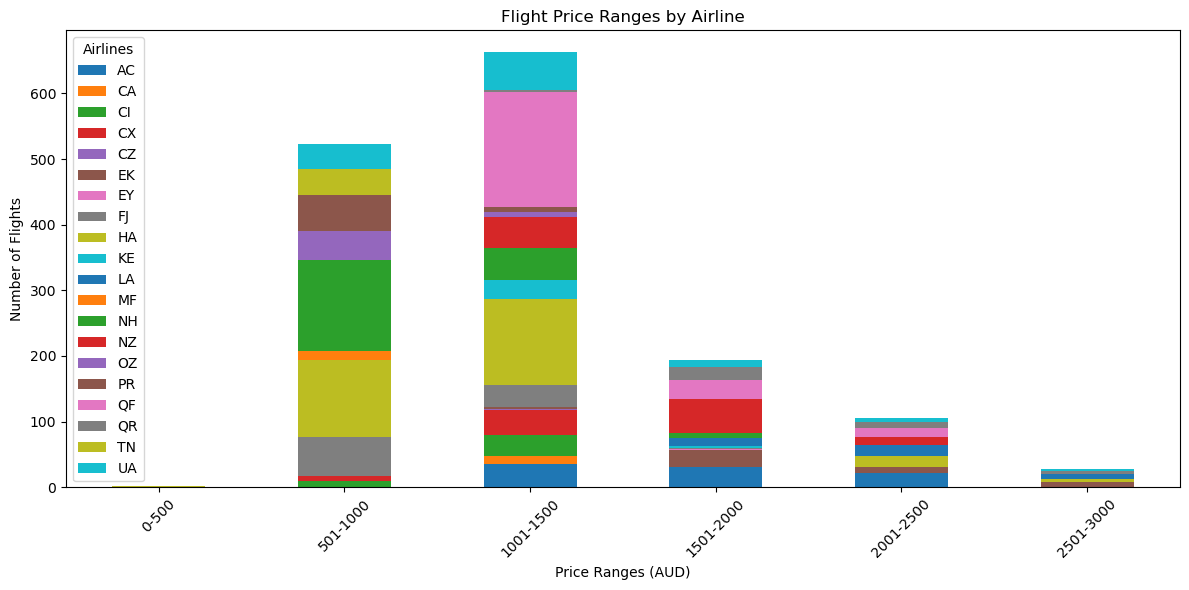 Flight Price Ranges by Airline
Airlines
AC
CA
CI
CX
CZ
EK
EY
FJ
HA
KE
LA
MF
NH
NZ
OZ
PR
QF
QR
TN
UA
Number of Flights
600
500
400
300
200
100
0
0-500
501-1000
1001-1500
1501-2000
2001-2500
2501-3000
Price Ranges (AUD)